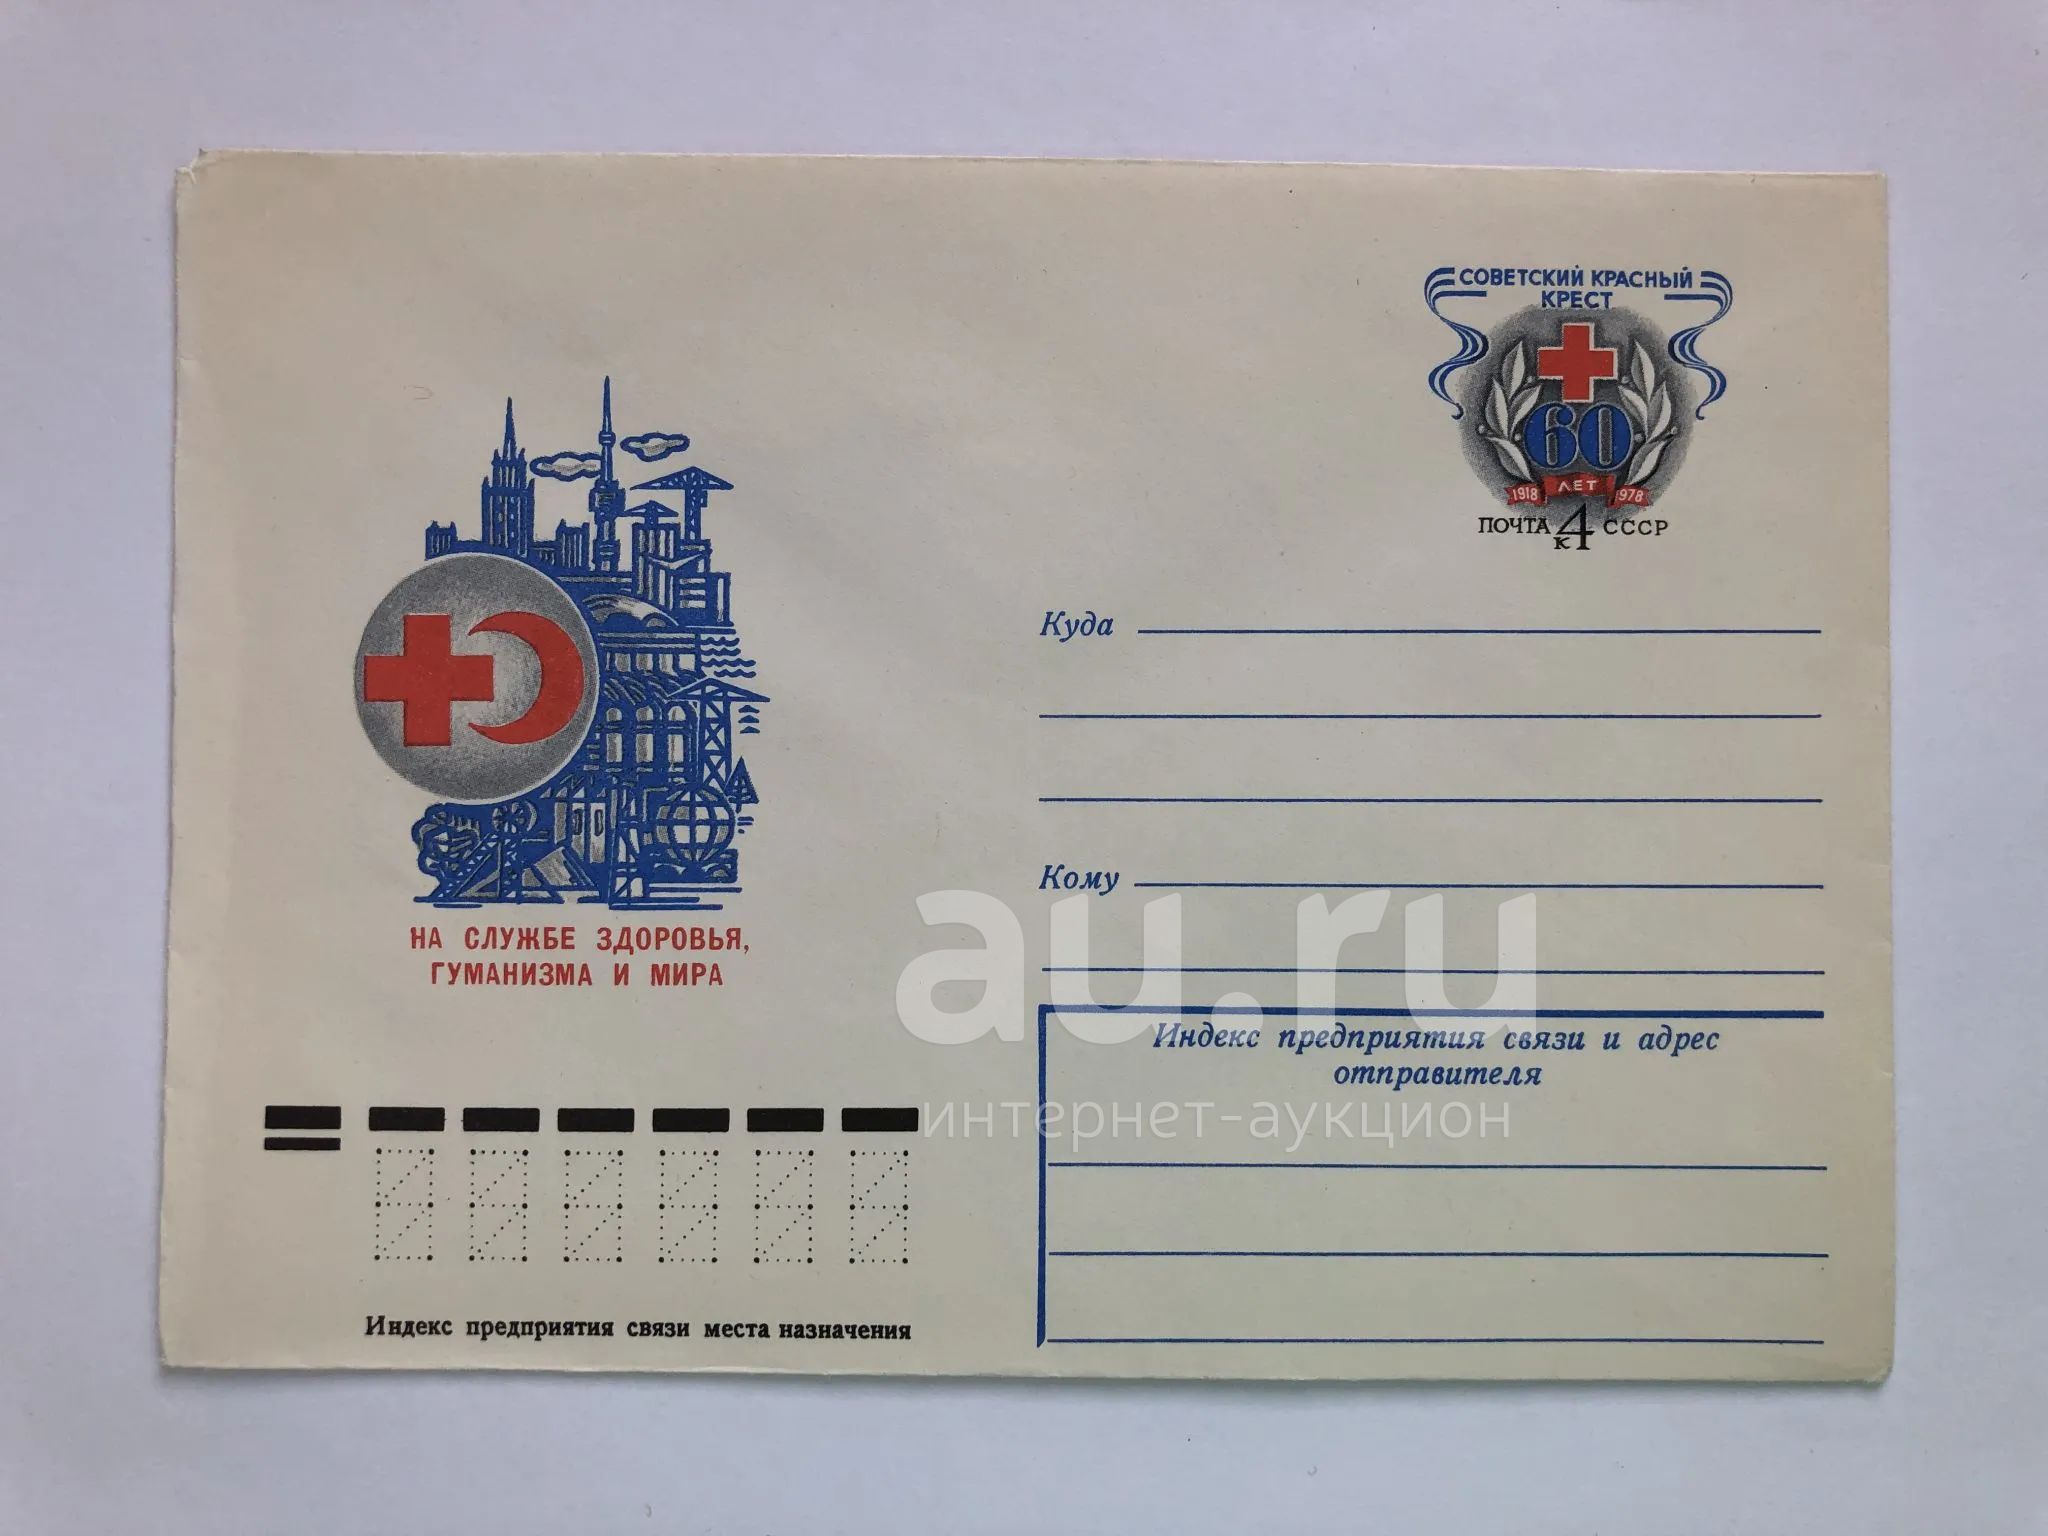 СОВЕТСКИЙ КРАСНЫЙ
КРЕСТ
60
1918 ЛЕТ 1978
ПОЧТА 4к СССР
Куда
Кому
НА СЛУЖБЕ ЗДОРОВЬЯ,
ГУМАНИЗМА И МИРА
au.ru
интернет-аукцион
Индекс предприятия связи и адрес
отправителя
Индекс предприятия связи места назначения